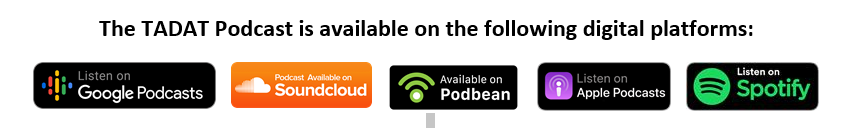 The TADAT Podcast is available on the following digital platforms:
Listen on
Google Podcasts
Podcast Available on
Soundcloud
Available on
Podbean
Listen on
Apple Podcasts
Listen on
Spotify